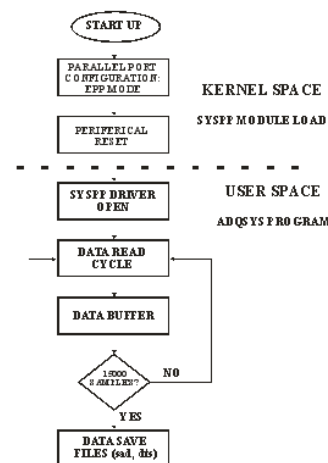 START UP
PARALLEL PORT
CONFIGURATION:
EPP MODE
KERNEL SPACE
SYSPP MODULE LOAD
PERIFERICAL
RESET
USER SPACE
SYSPP DRIVER
OPEN
ADQSYS PROGRAM
DATA READ
CYCLE
DATA BUFFER
15000
SAMPLES?
NO
YES
DATA SAVE
FILES (sad, dis)